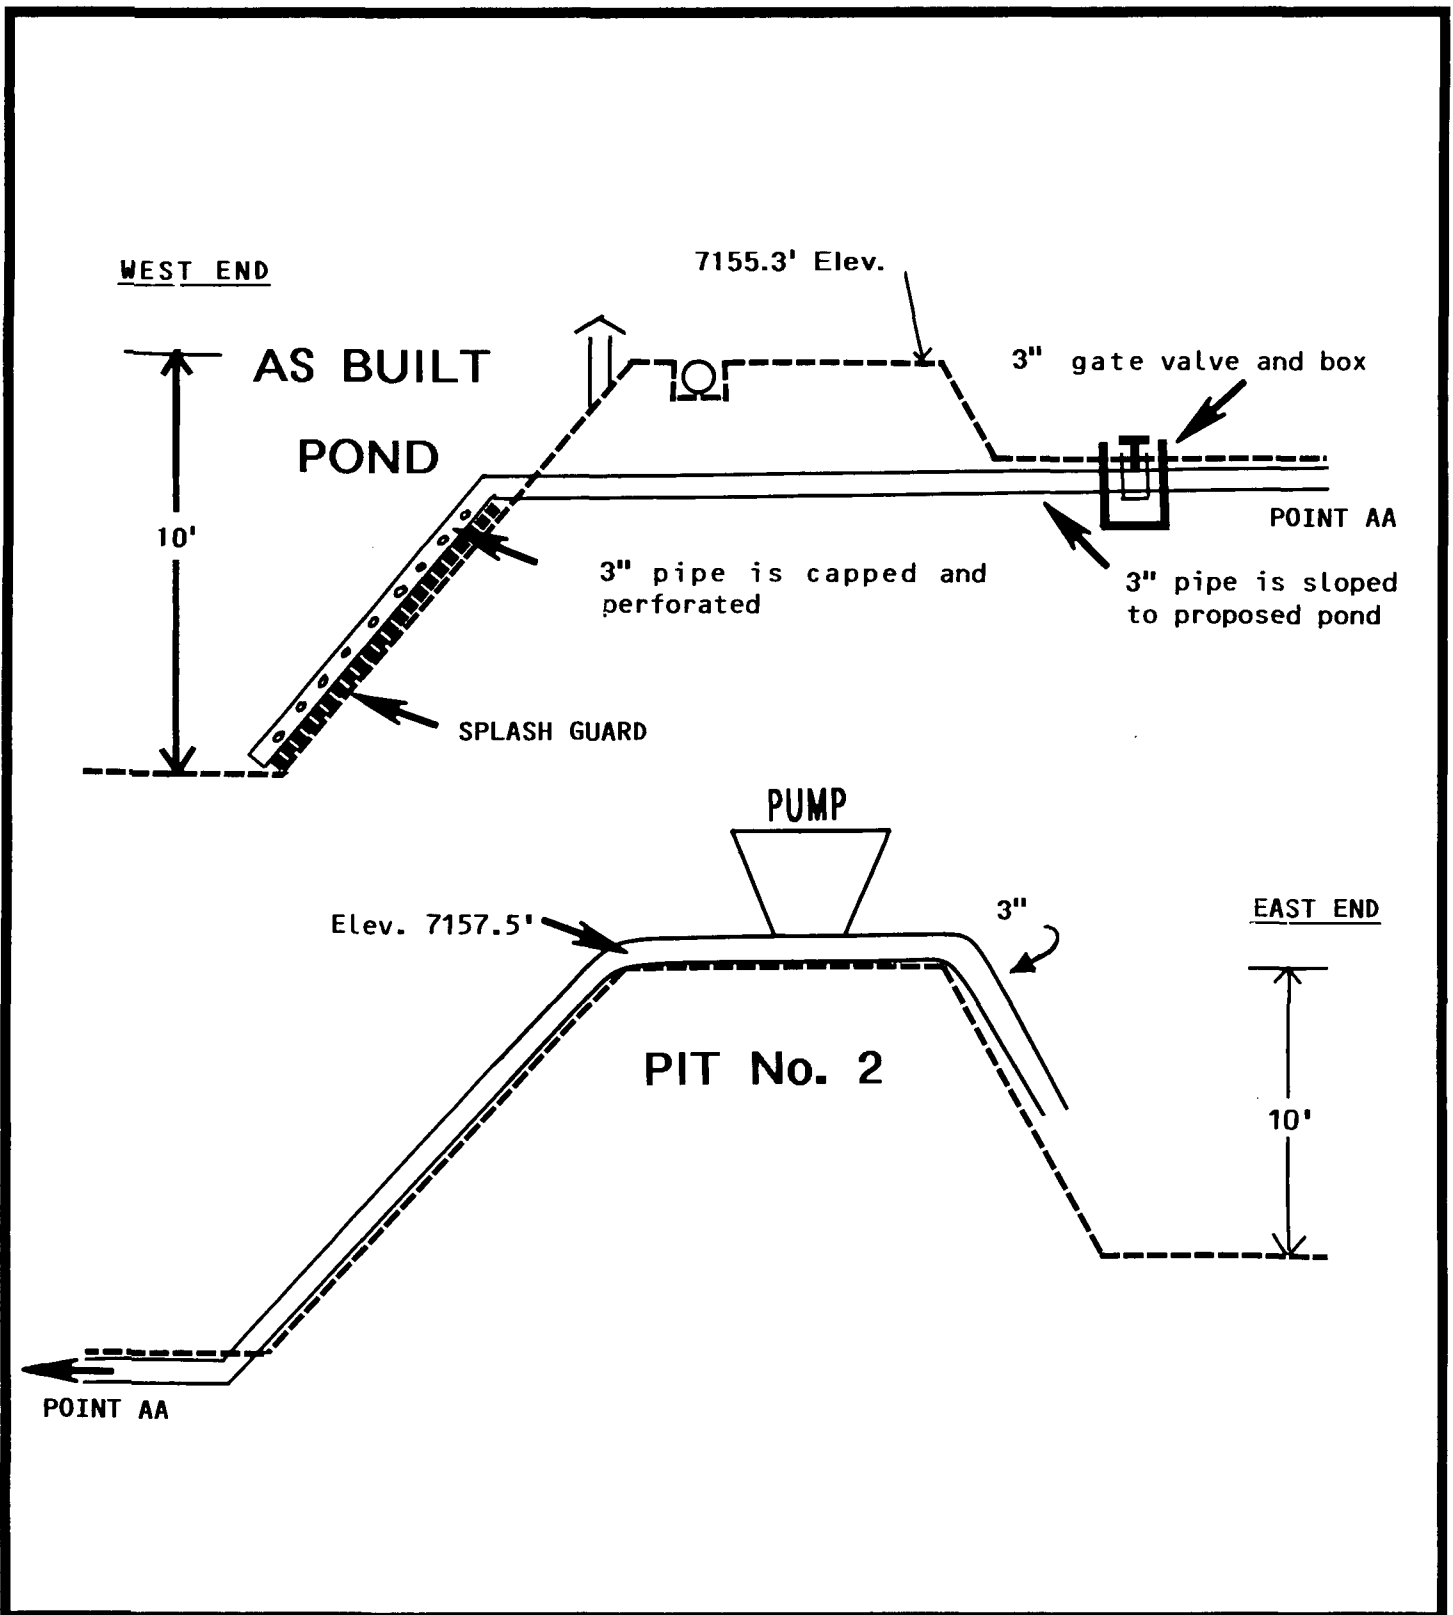 WEST END
7155.3' Elev.
AS BUILT
POND
3" gate valve and box
10'
POINT AA
3" pipe is capped and
perforated
3" pipe is sloped
to proposed pond
SPLASH GUARD
PUMP
Elev. 7157.5'
3"
EAST END
PIT No. 2
10'
POINT AA